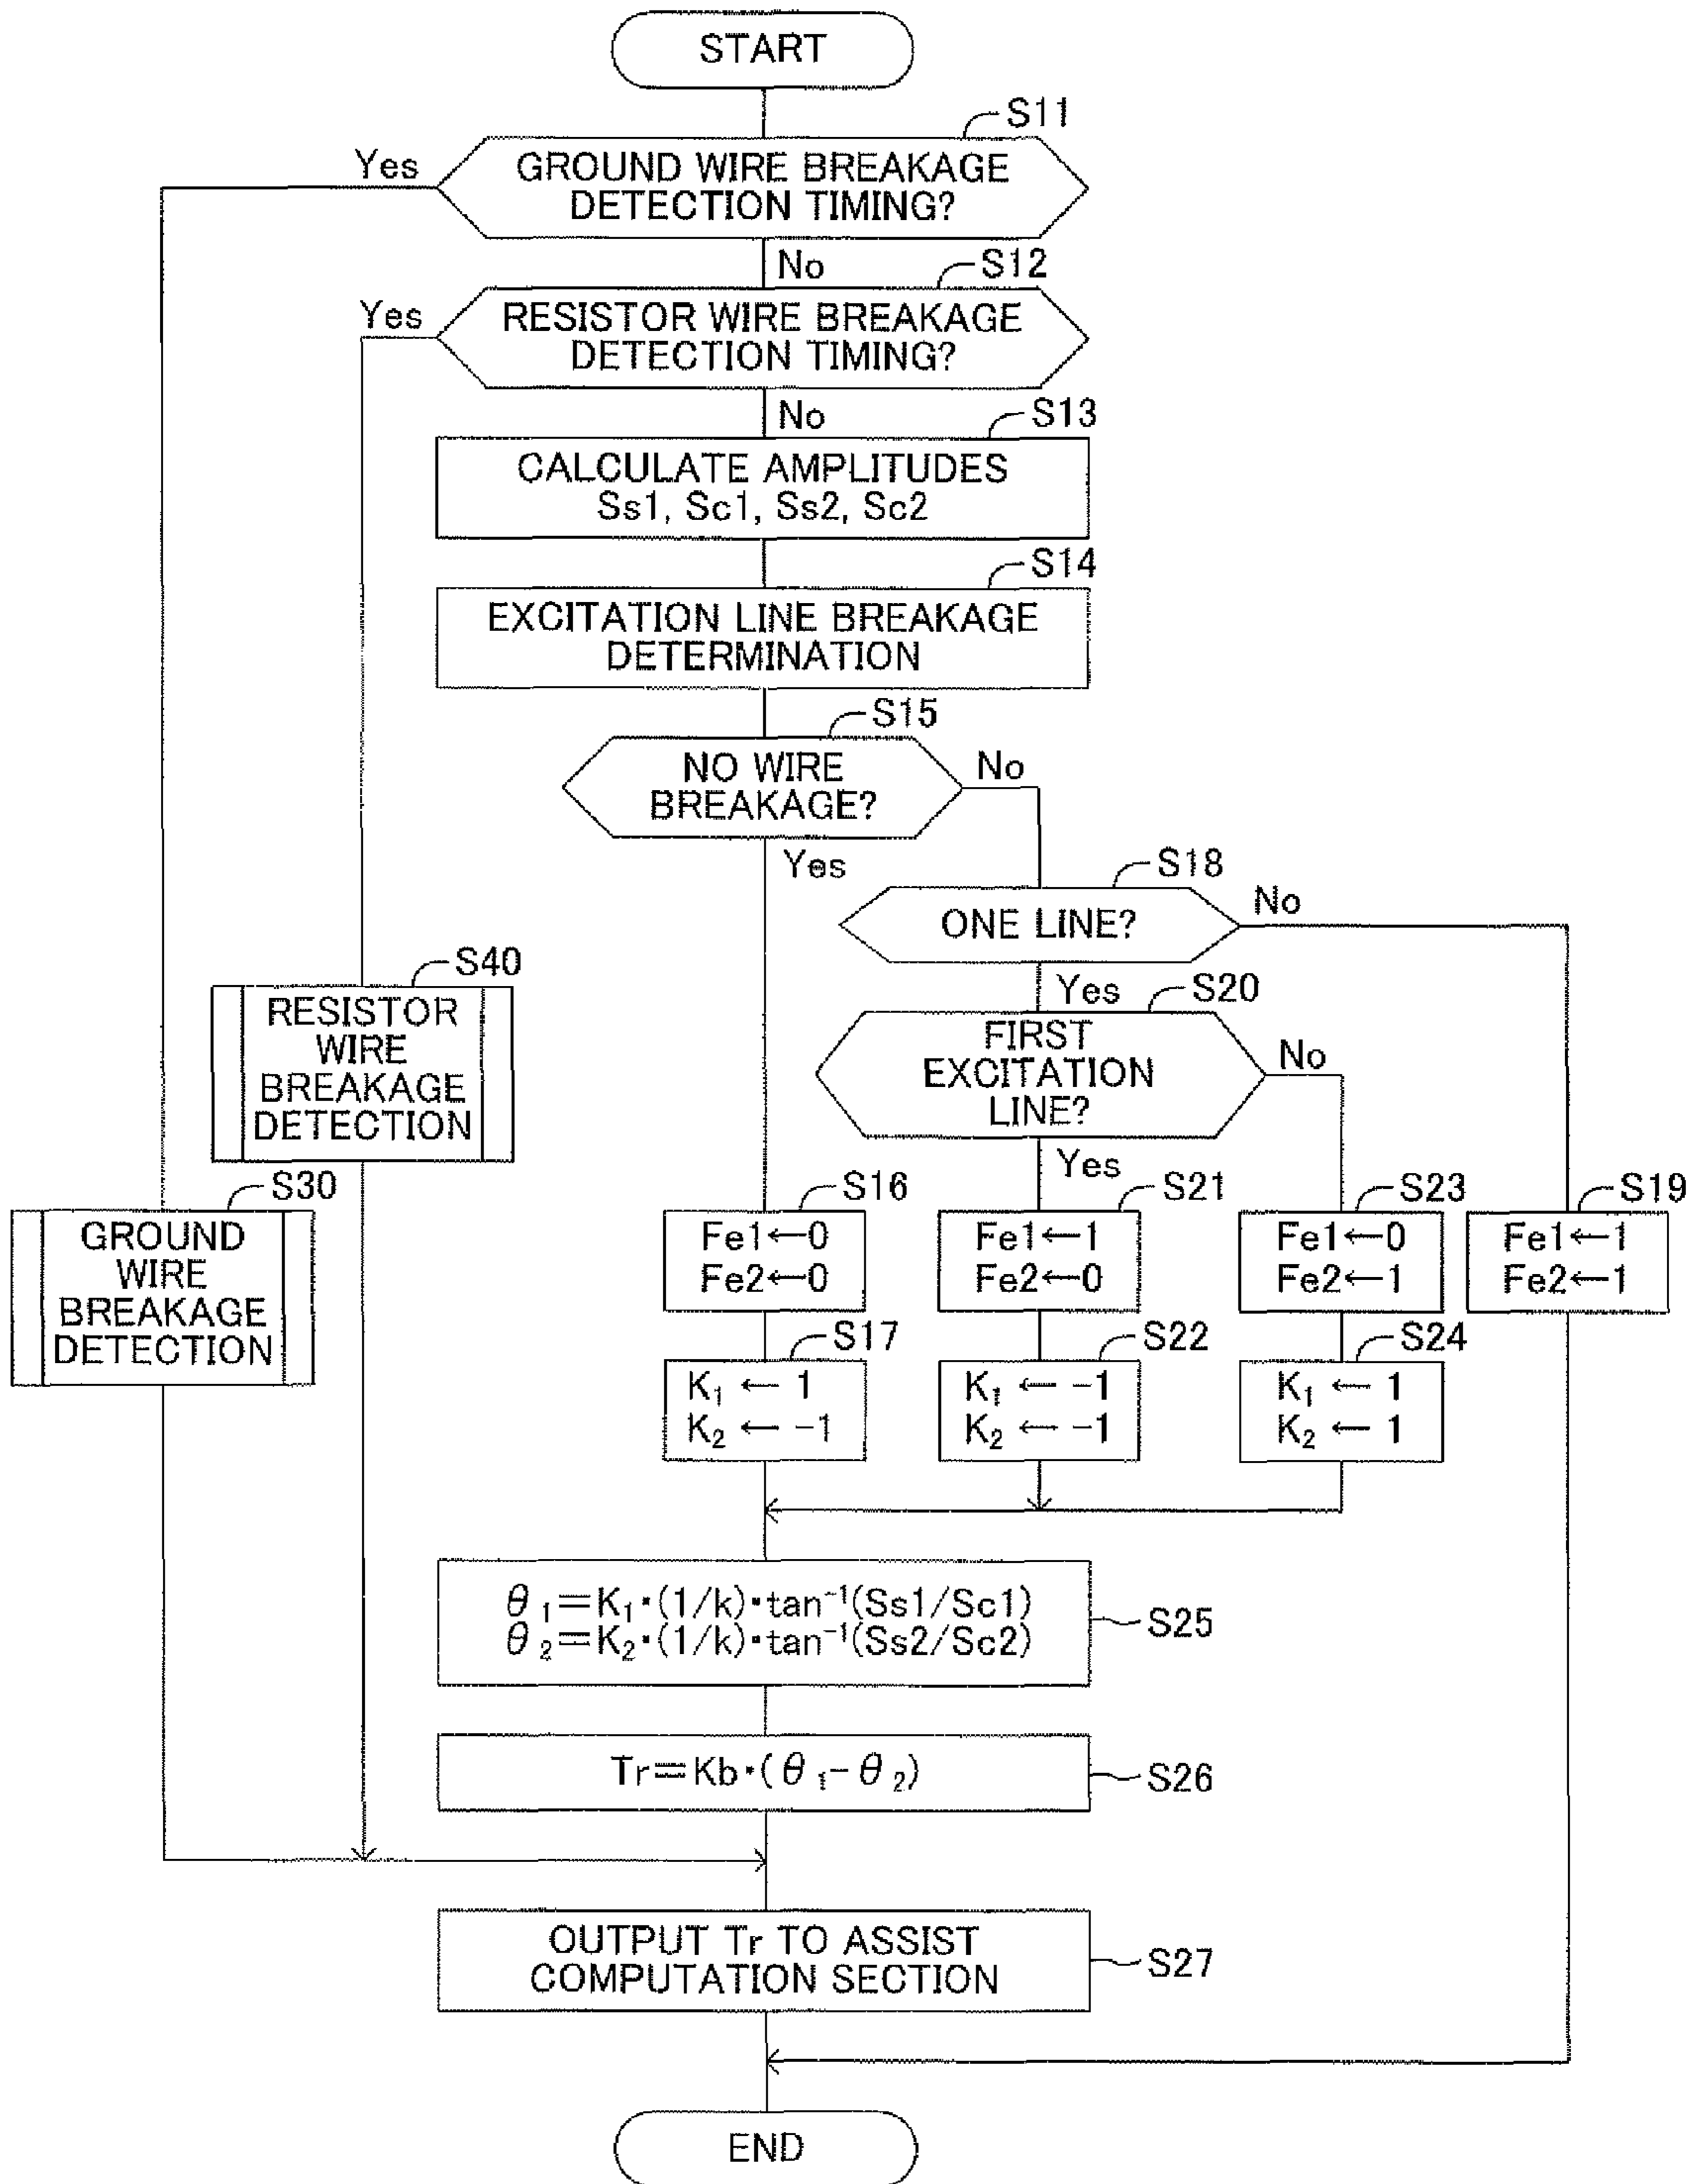 START
S11
Yes
GROUND WIRE BREAKAGE
DETECTION TIMING?
No
S12
Yes
RESISTOR WIRE BREAKAGE
DETECTION TIMING?
No
S13
CALCULATE AMPLITUDES
Ss1, Sc1, Ss2, Sc2
S14
EXCITATION LINE BREAKAGE
DETERMINATION
S15
NO WIRE
BREAKAGE?
No
Yes
S18
ONE LINE?
No
Yes
S20
FIRST
EXCITATION
LINE?
No
Yes
S40
RESISTOR
WIRE
BREAKAGE
DETECTION
S30
GROUND
WIRE
BREAKAGE
DETECTION
S16
Fe1←0
Fe2←0
S21
Fe1←1
Fe2←0
S23
Fe1←0
Fe2←1
S19
Fe1←1
Fe2←1
S17
K₁ ← 1
K₂ ← -1
S22
K₁ ← -1
K₂ ← -1
S24
K₁ ← 1
K₂ ← 1
θ₁=K₁·(1/k)·tan⁻¹(Ss1/Sc1)
θ₂=K₂·(1/k)·tan⁻¹(Ss2/Sc2)
S25
Tr=Kb·(θ₁-θ₂)
S26
OUTPUT Tr TO ASSIST
COMPUTATION SECTION
S27
END